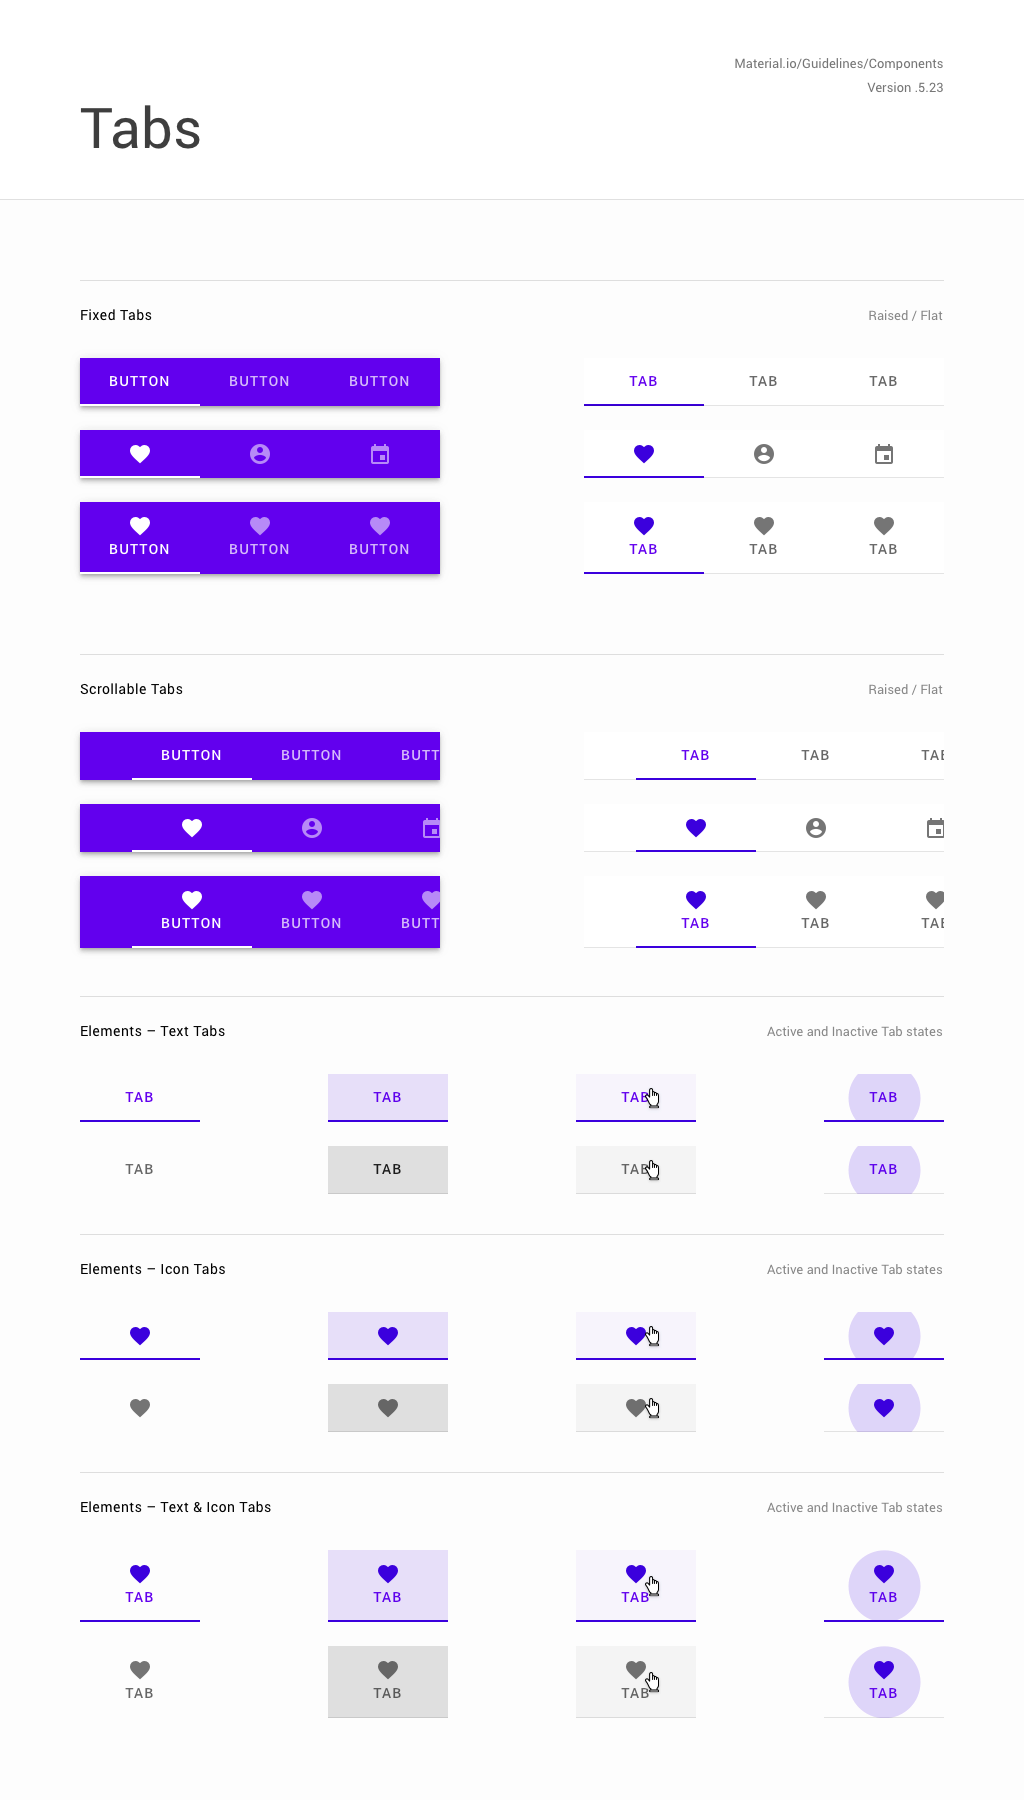 Material.io/Guidelines/Components
Version .5.23
Tabs
Fixed Tabs
Raised / Flat
BUTTON BUTTON BUTTON
TAB TAB TAB
BUTTON BUTTON BUTTON
TAB TAB TAB
Scrollable Tabs
Raised / Flat
BUTTON BUTTON BUTT
TAB TAB TAB
BUTTON BUTTON BUTT
TAB TAB TAB
Elements – Text Tabs
Active and Inactive Tab states
TAB TAB TAB TAB
TAB TAB TAB TAB
Elements – Icon Tabs
Active and Inactive Tab states
Elements – Text & Icon Tabs
Active and Inactive Tab states
TAB TAB TAB TAB
TAB TAB TAB TAB